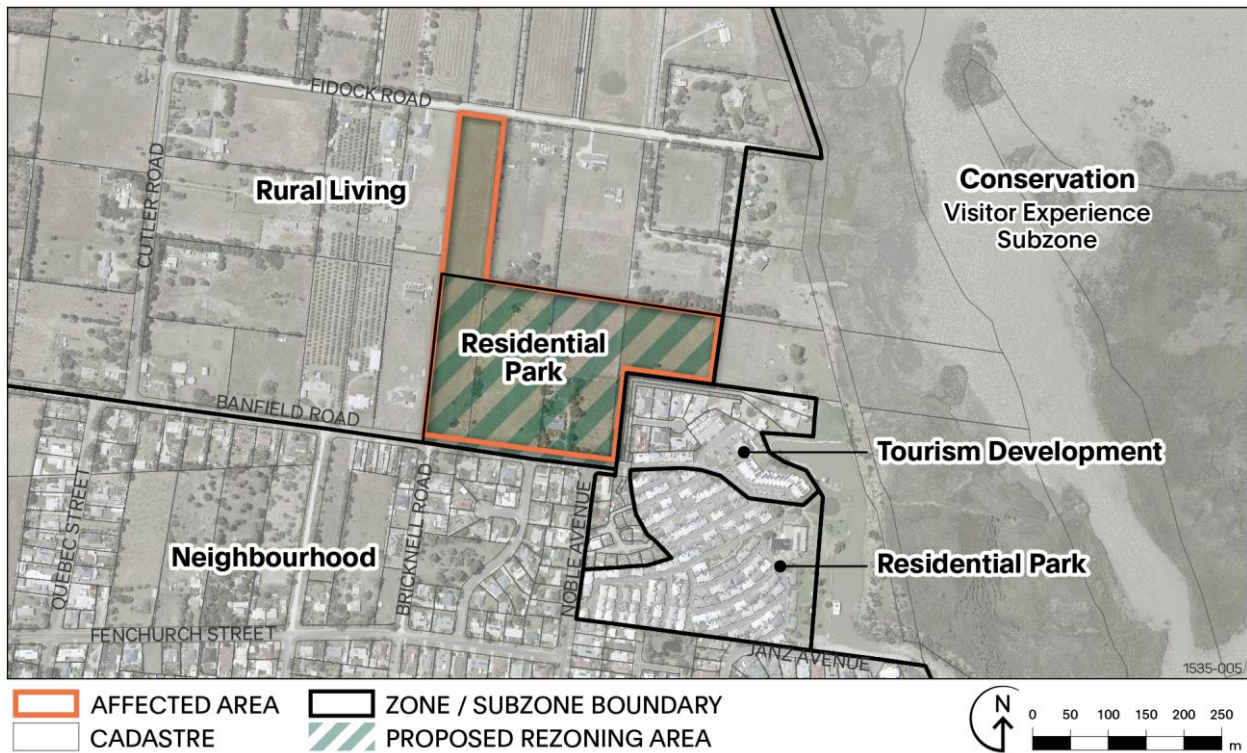 FIDOCK ROAD
Rural Living
CUTLER ROAD
Conservation
Visitor Experience
Subzone
Residential
Park
BANFIELD ROAD
Tourism Development
QUEBEC STREET
Neighbourhood
BRICKNELL ROAD
NOBLE AVENUE
Residential Park
FENCHURCH STREET
JANZ AVENUE
1535-005
AFFECTED AREA
ZONE / SUBZONE BOUNDARY
CADASTRE
PROPOSED REZONING AREA
N
0 50 100 150 200 250
m